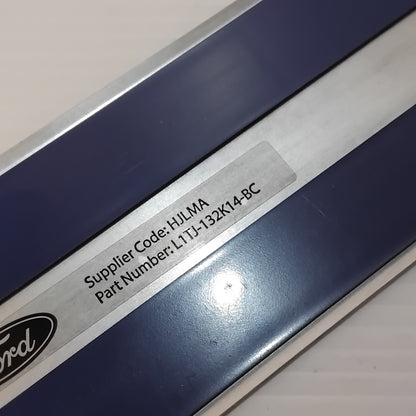 Supplier Code: HJLMA
Part Number: L1TJ-132K14-BC
Ford